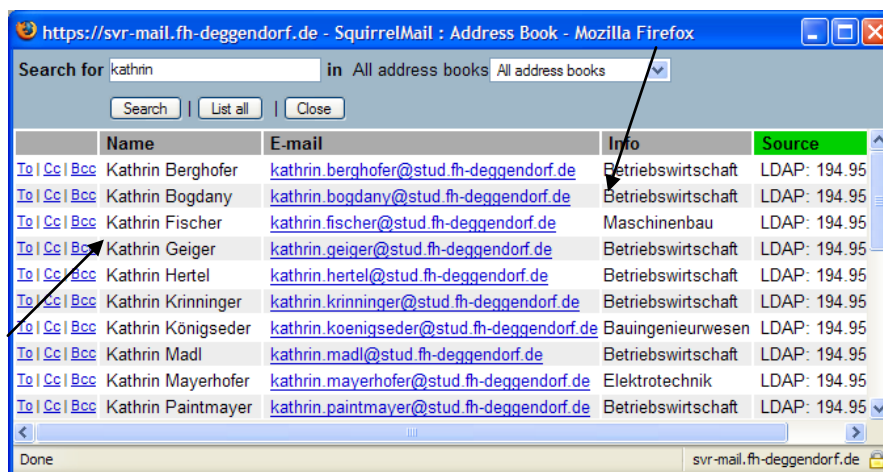 https://svr-mail.fh-deggendorf.de - SquirrelMail : Address Book - Mozilla Firefox
Search for kathrin in All address books All address books
Search | List all | Close
Name E-mail Info Source
To | Cc | Bcc Kathrin Berghofer kathrin.berghofer@stud.fh-deggendorf.de Betriebswirtschaft LDAP: 194.95
To | Cc | Bcc Kathrin Bogdany kathrin.bogdany@stud.fh-deggendorf.de Betriebswirtschaft LDAP: 194.95
To | Cc | Bcc Kathrin Fischer kathrin.fischer@stud.fh-deggendorf.de Maschinenbau LDAP: 194.95
To | Cc | Bcc Kathrin Geiger kathrin.geiger@stud.fh-deggendorf.de Betriebswirtschaft LDAP: 194.95
To | Cc | Bcc Kathrin Hertel kathrin.hertel@stud.fh-deggendorf.de Betriebswirtschaft LDAP: 194.95
To | Cc | Bcc Kathrin Krinninger kathrin.krinninger@stud.fh-deggendorf.de Betriebswirtschaft LDAP: 194.95
To | Cc | Bcc Kathrin Königseder kathrin.koenigseder@stud.fh-deggendorf.de Bauingenieurwesen LDAP: 194.95
To | Cc | Bcc Kathrin Madl kathrin.madl@stud.fh-deggendorf.de Betriebswirtschaft LDAP: 194.95
To | Cc | Bcc Kathrin Mayerhofer kathrin.mayerhofer@stud.fh-deggendorf.de Elektrotechnik LDAP: 194.95
To | Cc | Bcc Kathrin Paintmayer kathrin.paintmayer@stud.fh-deggendorf.de Betriebswirtschaft LDAP: 194.95
Done svr-mail.fh-deggendorf.de